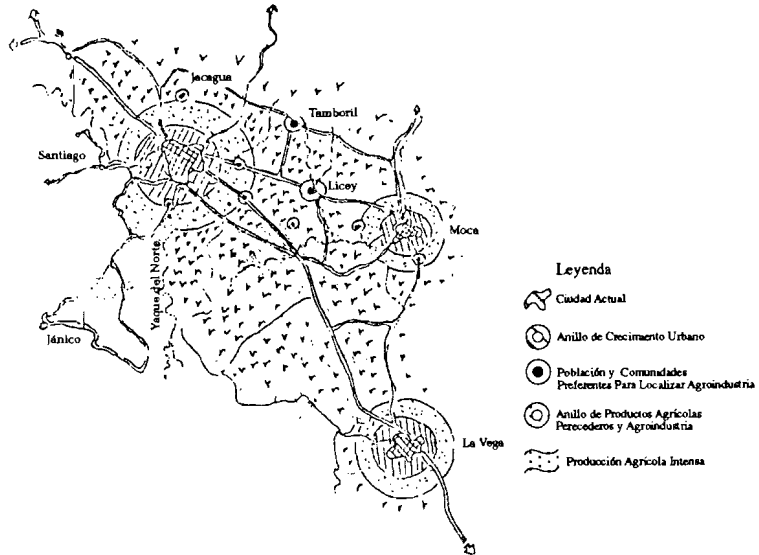 Jacagua
Tamboril
Santiago
Licey
Moca
Yaque del Norte
Jánico
La Vega
Leyenda
Ciudad Actual
Anillo de Crecimiento Urbano
Población y Comunidades
Preferentes Para Localizar Agroindustria
Anillo de Productos Agrícolas
Perecederos y Agroindustria
Producción Agrícola Intensa